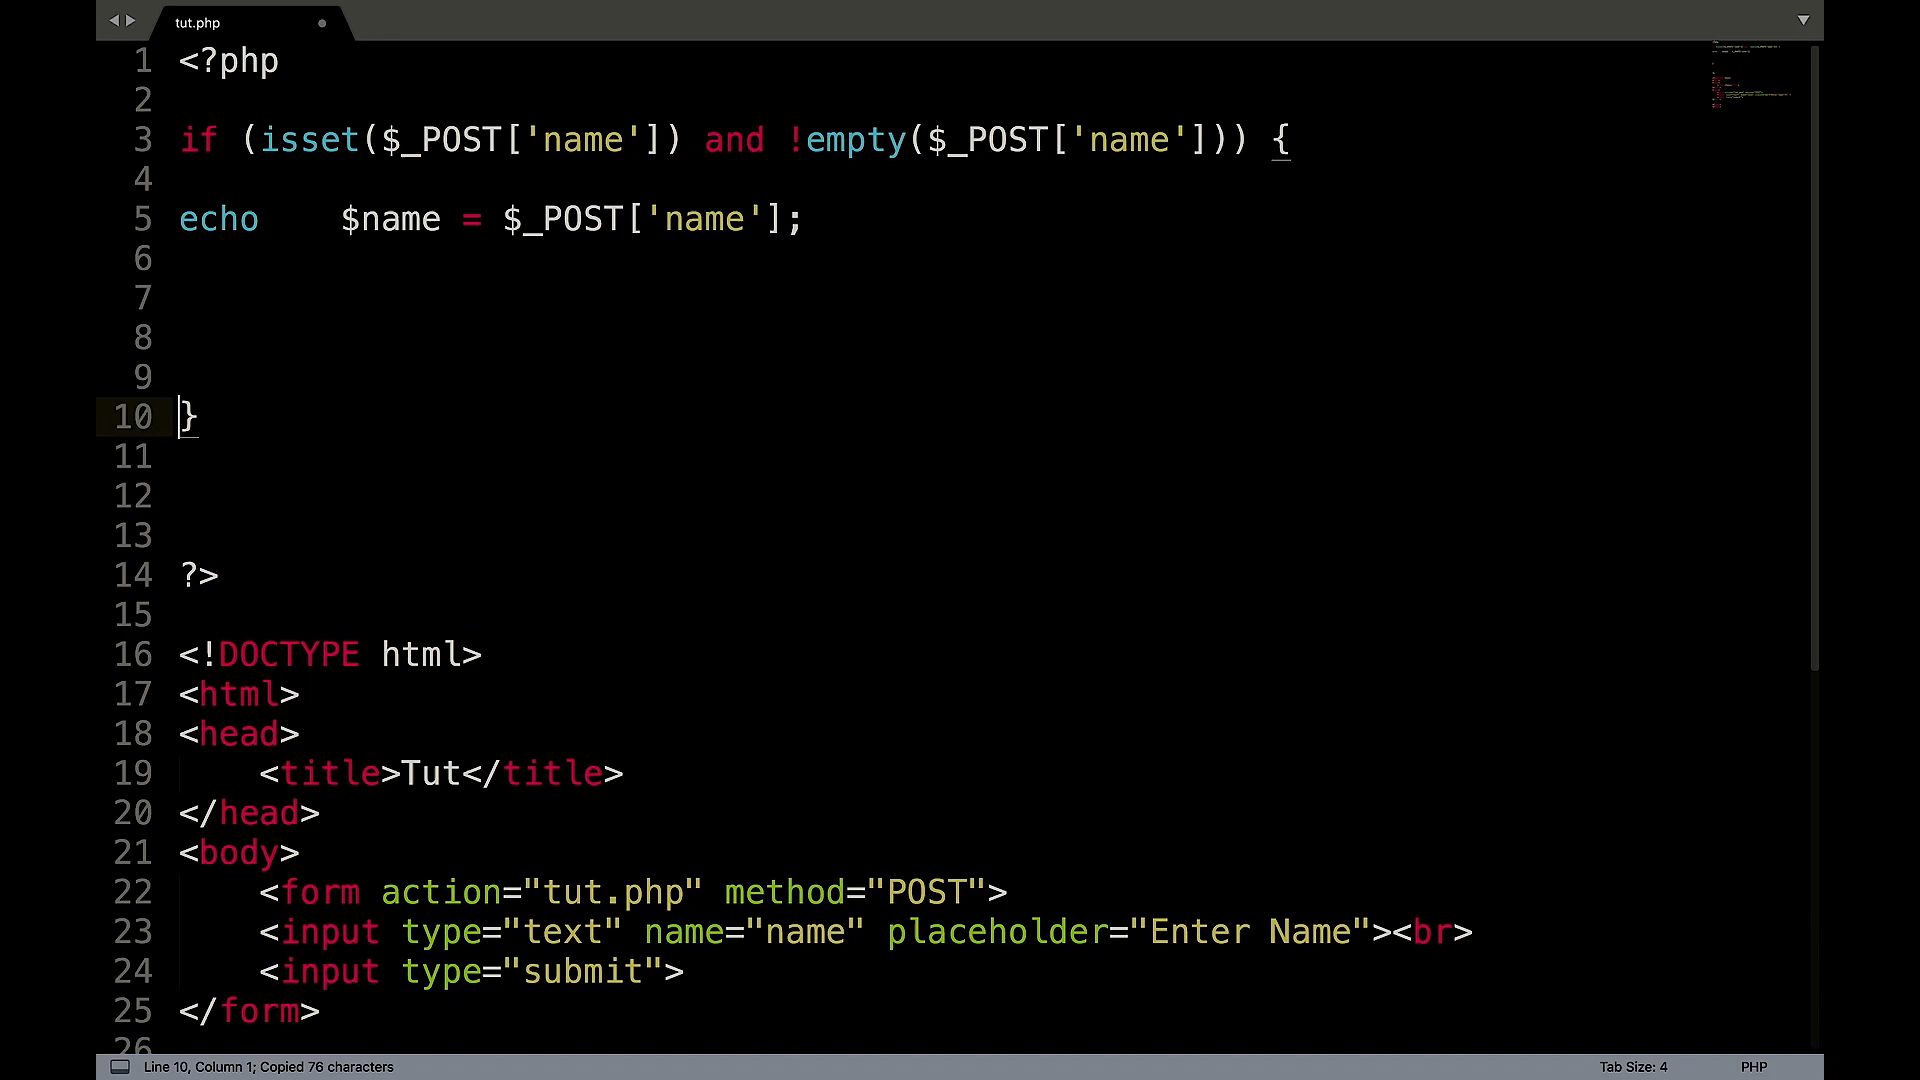 tut.php
1 <?php
2
3 if (isset($_POST['name']) and !empty($_POST['name'])) {
4
5 echo    $name = $_POST['name'];
6
7
8
9
10 }
11
12
13
14 ?>
15
16 <!DOCTYPE html>
17 <html>
18 <head>
19     <title>Tut</title>
20 </head>
21 <body>
22     <form action="tut.php" method="POST">
23     <input type="text" name="name" placeholder="Enter Name"><br>
24     <input type="submit">
25 </form>
26
Line 10, Column 1; Copied 76 characters
Tab Size: 4
PHP